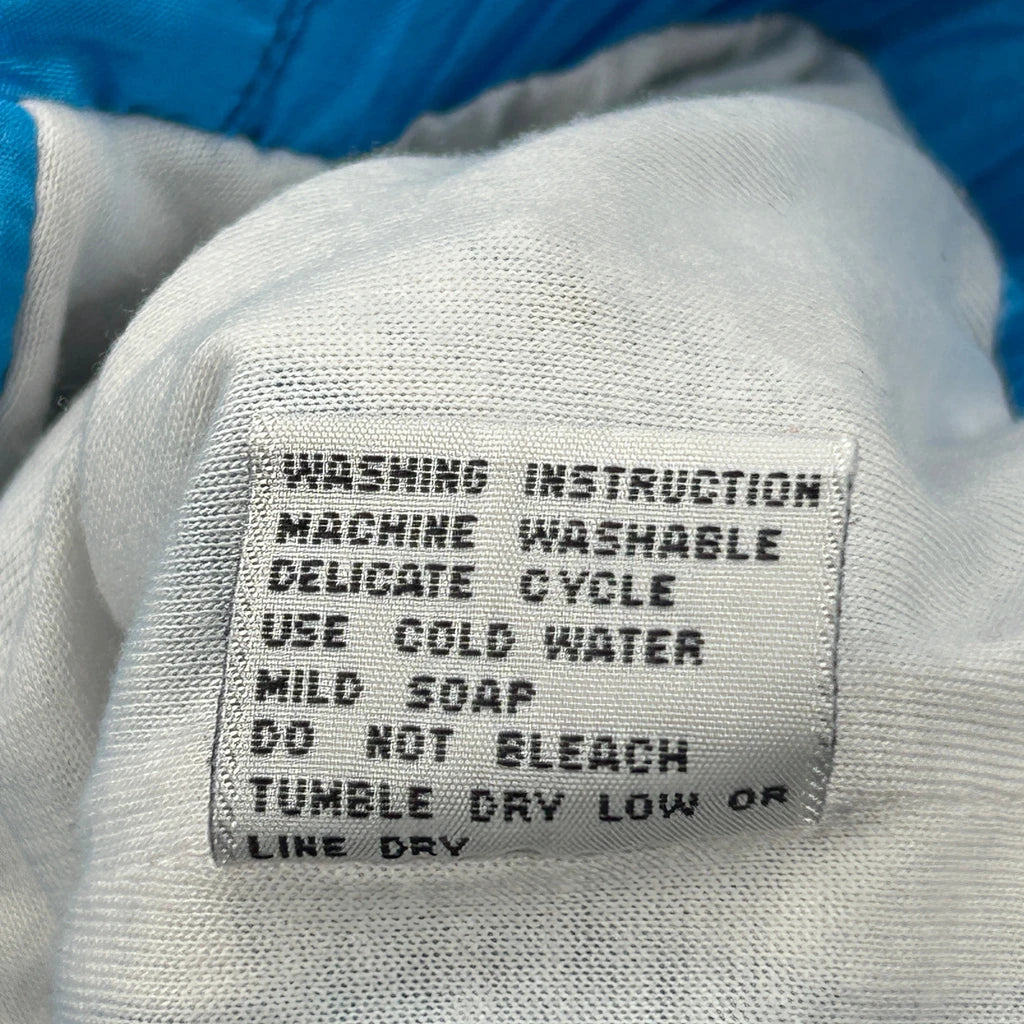 WASHING INSTRUCTION
MACHINE WASHABLE
DELICATE CYCLE
USE COLD WATER
MILD SOAP
DO NOT BLEACH
TUMBLE DRY LOW OR
LINE DRY